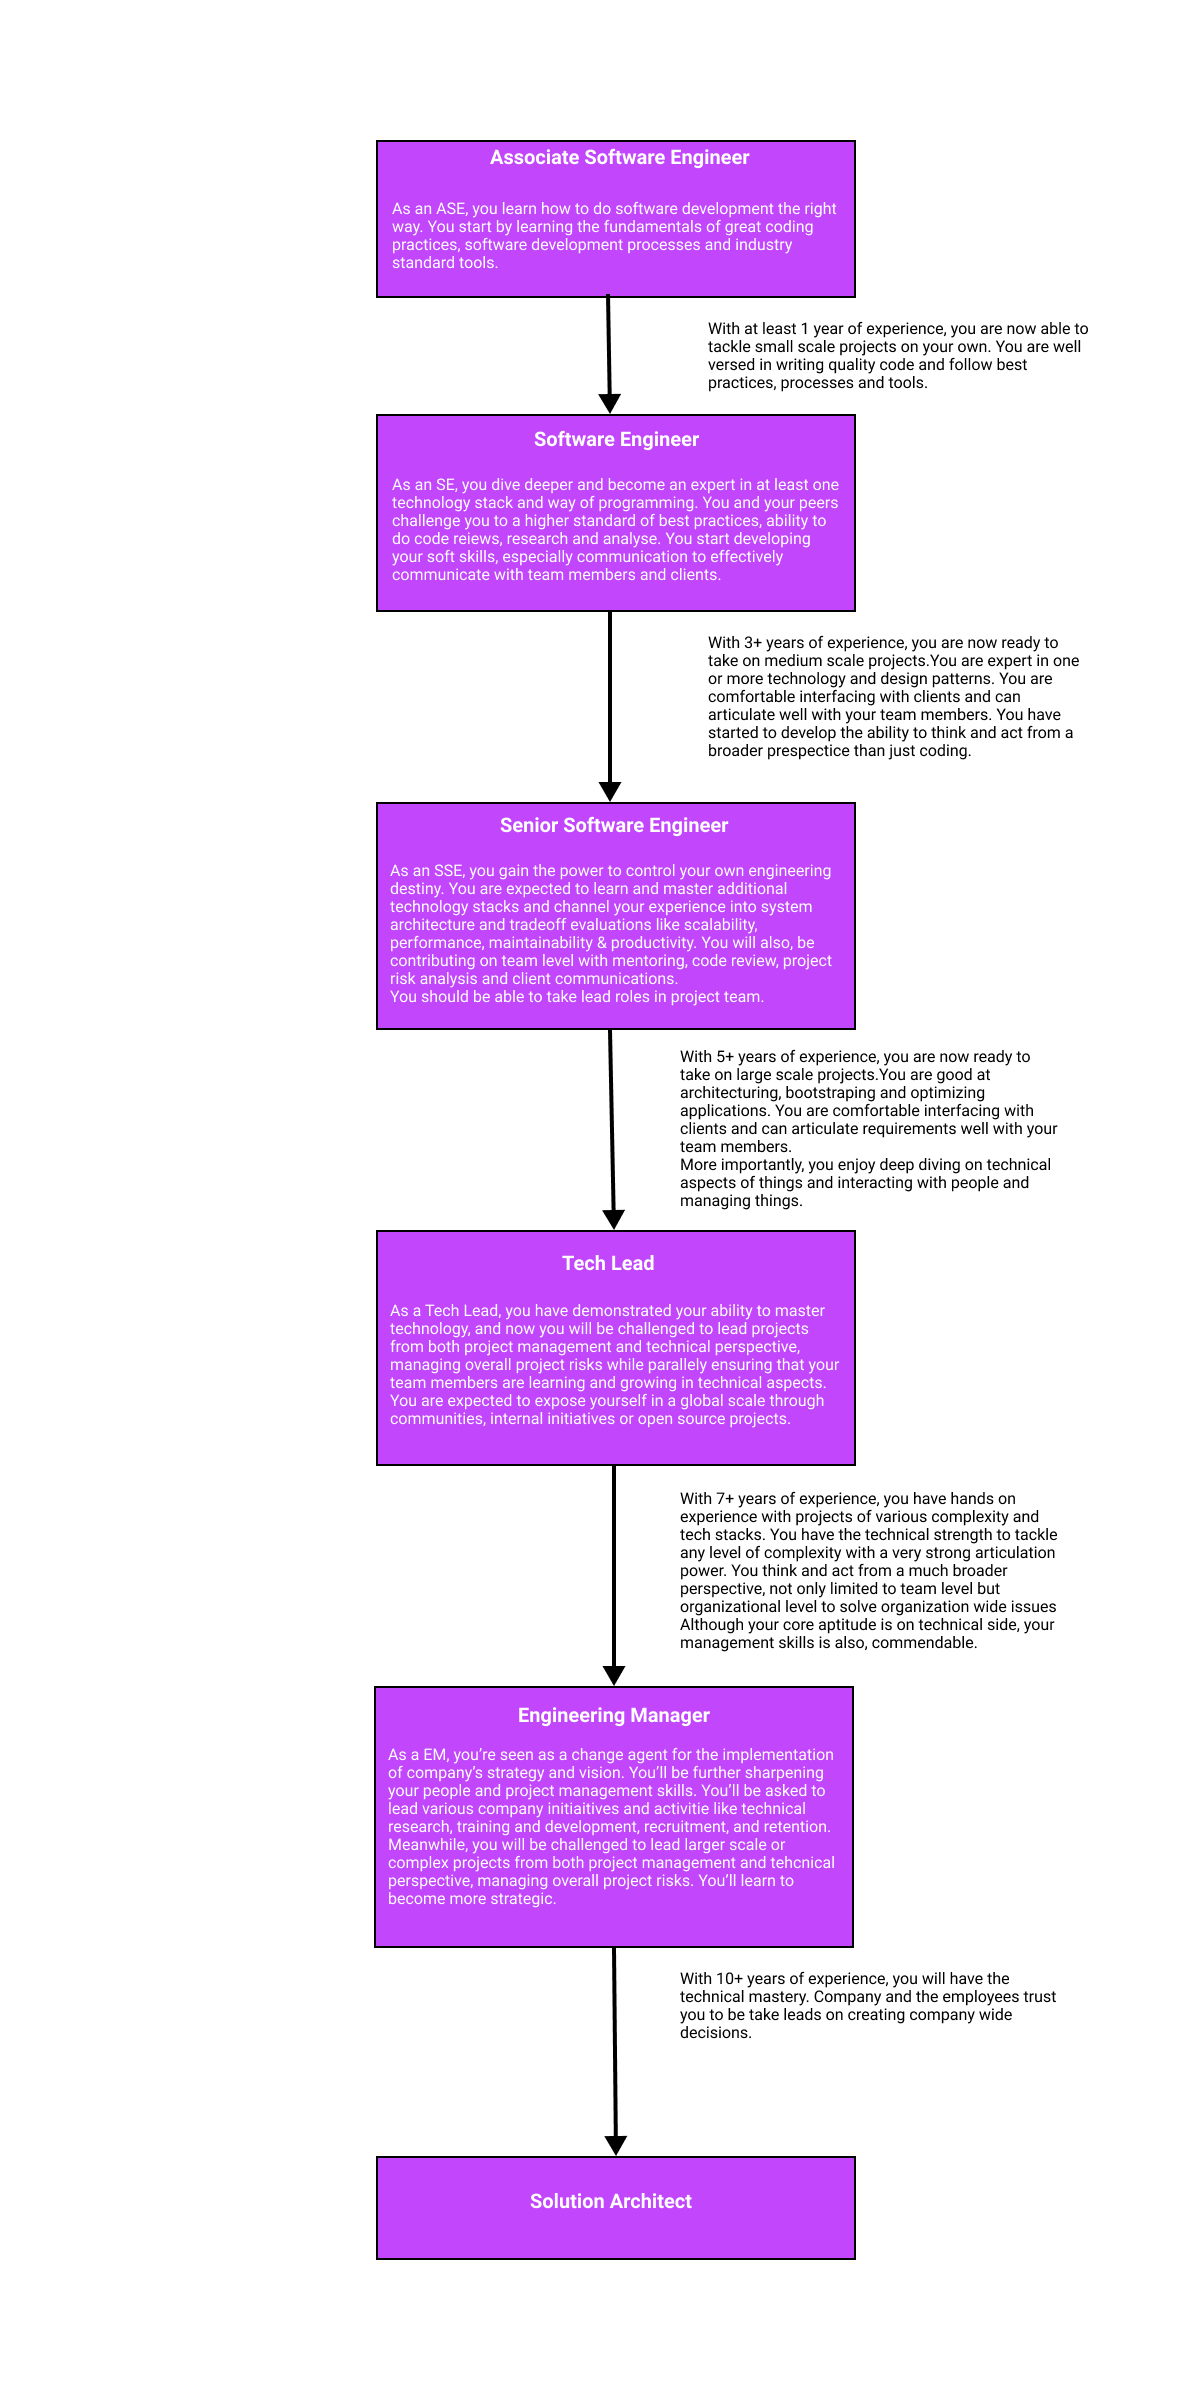 Associate Software Engineer
As an ASE, you learn how to do software development the right
way. You start by learning the fundamentals of great coding
practices, software development processes and industry
standard tools.
With at least 1 year of experience, you are now able to
tackle small scale projects on your own. You are well
versed in writing quality code and follow best
practices, processes and tools.
Software Engineer
As an SE, you dive deeper and become an expert in at least one
technology stack and way of programming. You and your peers
challenge you to a higher standard of best practices, ability to
do code reiews, research and analyse. You start developing
your soft skills, especially communication to effectively
communicate with team members and clients.
With 3+ years of experience, you are now ready to
take on medium scale projects.You are expert in one
or more technology and design patterns. You are
comfortable interfacing with clients and can
articulate well with your team members. You have
started to develop the ability to think and act from a
broader prespectice than just coding.
Senior Software Engineer
As an SSE, you gain the power to control your own engineering
destiny. You are expected to learn and master additional
technology stacks and channel your experience into system
architecture and tradeoff evaluations like scalability,
performance, maintainability & productivity. You will also, be
contributing on team level with mentoring, code review, project
risk analysis and client communications.
You should be able to take lead roles in project team.
With 5+ years of experience, you are now ready to
take on large scale projects.You are good at
architecturing, bootstraping and optimizing
applications. You are comfortable interfacing with
clients and can articulate requirements well with your
team members.
More importantly, you enjoy deep diving on technical
aspects of things and interacting with people and
managing things.
Tech Lead
As a Tech Lead, you have demonstrated your ability to master
technology, and now you will be challenged to lead projects
from both project management and technical perspective,
managing overall project risks while parallely ensuring that your
team members are learning and growing in technical aspects.
You are expected to expose yourself in a global scale through
communities, internal initiatives or open source projects.
With 7+ years of experience, you have hands on
experience with projects of various complexity and
tech stacks. You have the technical strength to tackle
any level of complexity with a very strong articulation
power. You think and act from a much broader
perspective, not only limited to team level but
organizational level to solve organization wide issues
Although your core aptitude is on technical side, your
management skills is also, commendable.
Engineering Manager
As a EM, you’re seen as a change agent for the implementation
of company’s strategy and vision. You’ll be further sharpening
your people and project management skills. You’ll be asked to
lead various company initiaitives and activitie like technical
research, training and development, recruitment, and retention.
Meanwhile, you will be challenged to lead larger scale or
complex projects from both project management and tehcnical
perspective, managing overall project risks. You’ll learn to
become more strategic.
With 10+ years of experience, you will have the
technical mastery. Company and the employees trust
you to be take leads on creating company wide
decisions.
Solution Architect